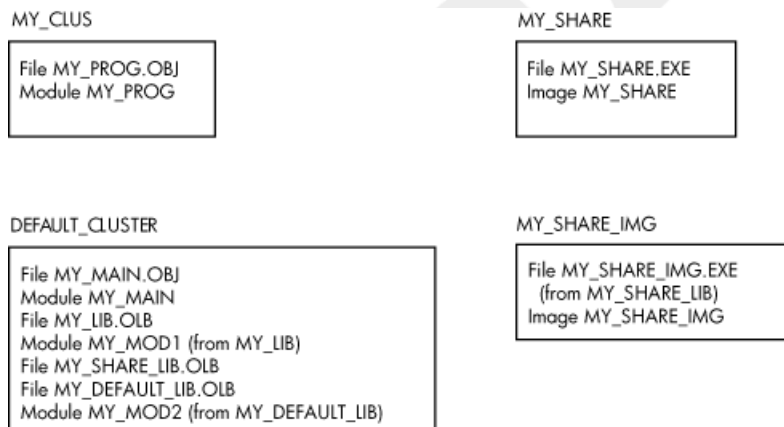 MY_CLUS
File MY_PROG.OBJ
Module MY_PROG
MY_SHARE
File MY_SHARE.EXE
Image MY_SHARE
DEFAULT_CLUSTER
File MY_MAIN.OBJ
Module MY_MAIN
File MY_LIB.OLB
Module MY_MOD1 (from MY_LIB)
File MY_SHARE_LIB.OLB
File MY_DEFAULT_LIB.OLB
Module MY_MOD2 (from MY_DEFAULT_LIB)
MY_SHARE_IMG
File MY_SHARE_IMG.EXE
(from MY_SHARE_LIB)
Image MY_SHARE_IMG